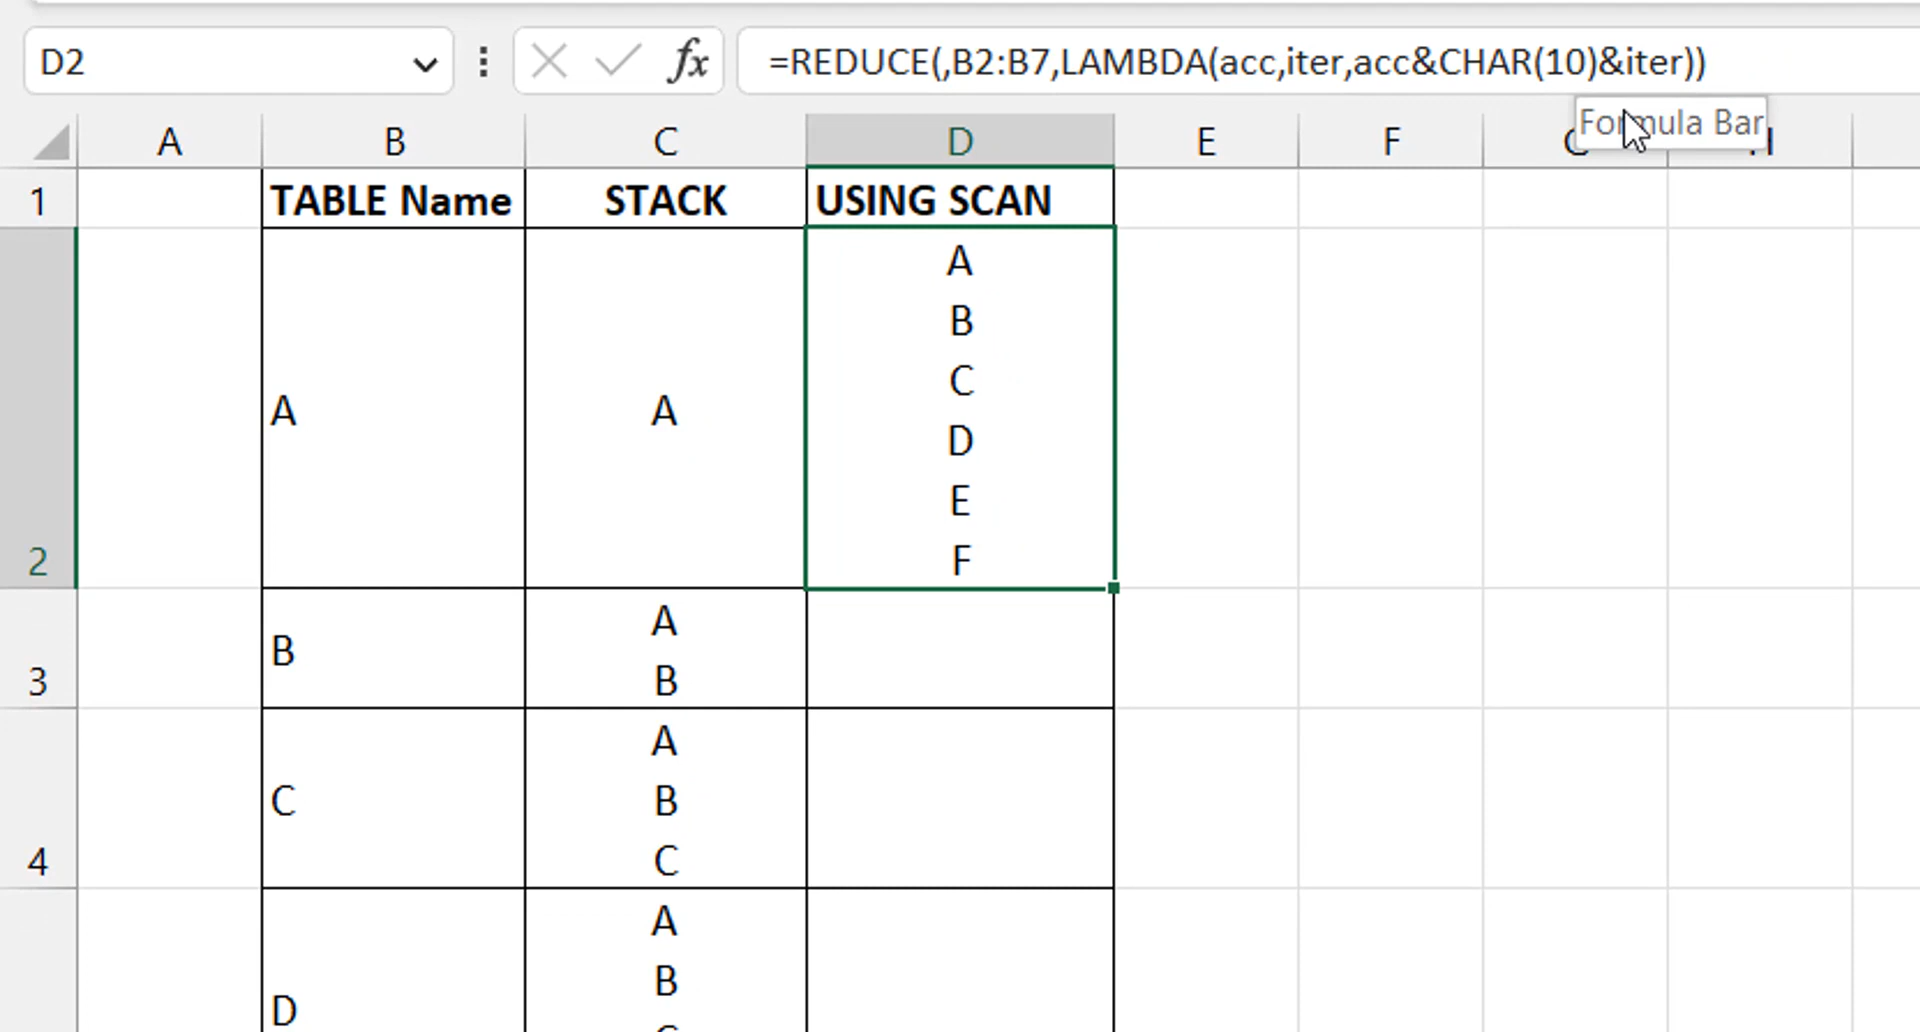 D2 fx =REDUCE(,B2:B7,LAMBDA(acc,iter,acc&CHAR(10)&iter))
Formula Bar
A B C D E F
1 TABLE Name STACK USING SCAN
A
B
C
D
E
F
A A
2
A
B
B
3
A
B
C
C
4
A
B
D